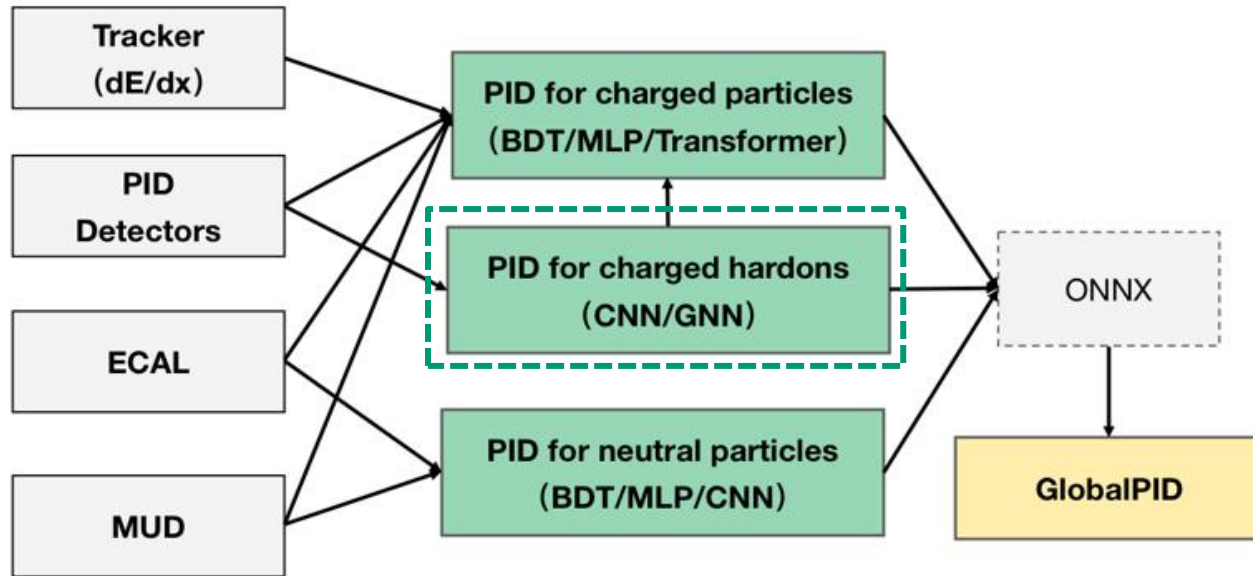 Tracker
(dE/dx)
PID
Detectors
ECAL
MUD
PID for charged particles
(BDT/MLP/Transformer)
PID for charged hardons
(CNN/GNN)
PID for neutral particles
(BDT/MLP/CNN)
ONNX
GlobalPID